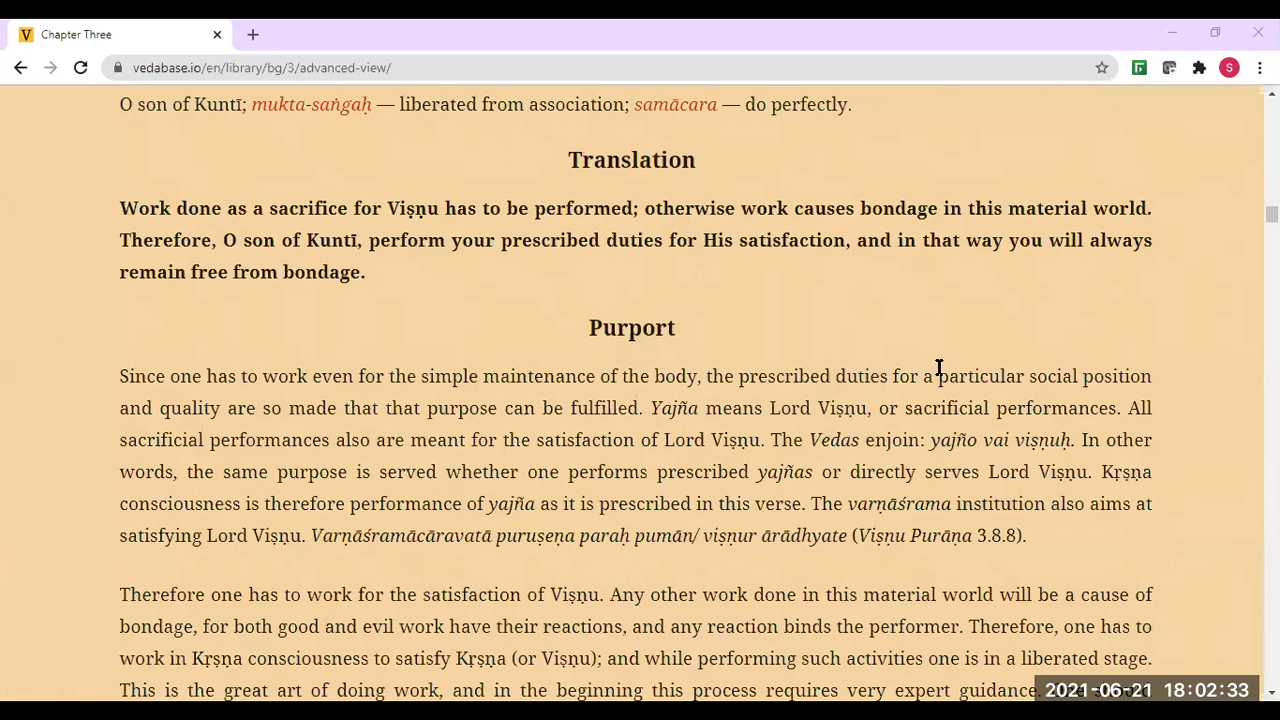 V Chapter Three
vedabase.io/en/library/bg/3/advanced-view/
S
O son of Kuntī; mukta-saṅgaḥ — liberated from association; samācara — do perfectly.
Translation
Work done as a sacrifice for Viṣṇu has to be performed; otherwise work causes bondage in this material world.
Therefore, O son of Kuntī, perform your prescribed duties for His satisfaction, and in that way you will always
remain free from bondage.
Purport
Since one has to work even for the simple maintenance of the body, the prescribed duties for a particular social position
and quality are so made that that purpose can be fulfilled. Yajña means Lord Viṣṇu, or sacrificial performances. All
sacrificial performances also are meant for the satisfaction of Lord Viṣṇu. The Vedas enjoin: yajño vai viṣṇuḥ. In other
words, the same purpose is served whether one performs prescribed yajñas or directly serves Lord Viṣṇu. Kṛṣṇa
consciousness is therefore performance of yajña as it is prescribed in this verse. The varṇāśrama institution also aims at
satisfying Lord Viṣṇu. Varṇāśramācāravatā puruṣeṇa paraḥ pumān/ viṣṇur ārādhyate (Viṣṇu Purāṇa 3.8.8).
Therefore one has to work for the satisfaction of Viṣṇu. Any other work done in this material world will be a cause of
bondage, for both good and evil work have their reactions, and any reaction binds the performer. Therefore, one has to
work in Kṛṣṇa consciousness to satisfy Kṛṣṇa (or Viṣṇu); and while performing such activities one is in a liberated stage.
This is the great art of doing work, and in the beginning this process requires very expert guidance.
2021-06-21 18:02:33